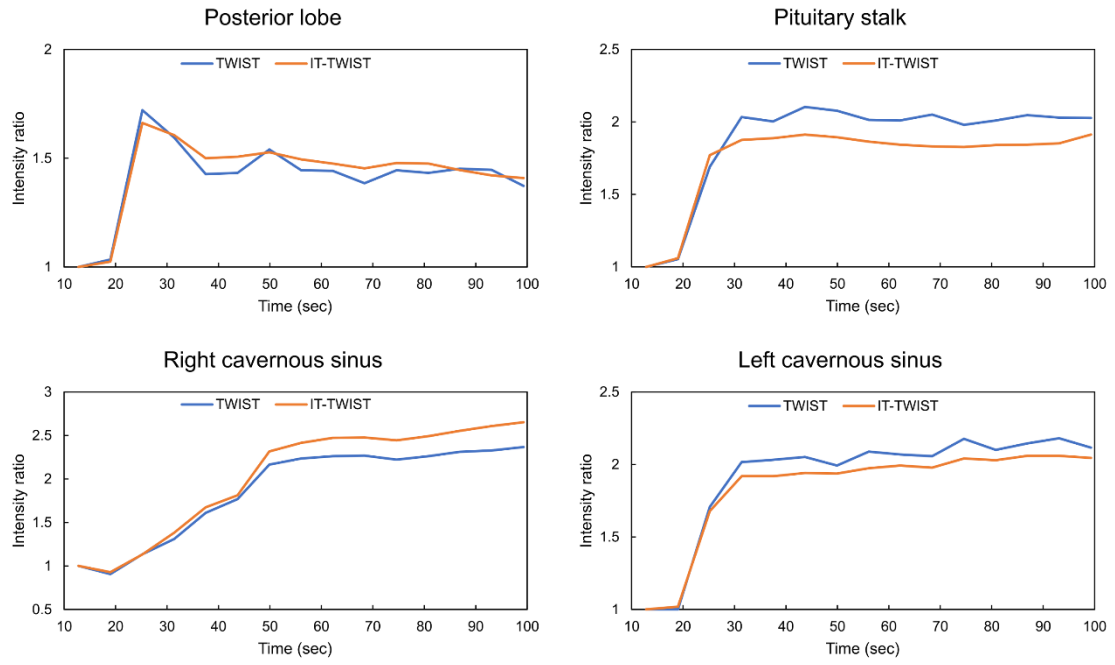 Posterior lobe
TWIST IT-TWIST
Intensity ratio
2
1.5
1
10 20 30 40 50 60 70 80 90 100
Time (sec)
Pituitary stalk
TWIST IT-TWIST
Intensity ratio
2.5
2
1.5
1
10 20 30 40 50 60 70 80 90 100
Time (sec)
Right cavernous sinus
TWIST IT-TWIST
Intensity ratio
3
2.5
2
1.5
1
0.5
10 20 30 40 50 60 70 80 90 100
Time (sec)
Left cavernous sinus
TWIST IT-TWIST
Intensity ratio
2.5
2
1.5
1
10 20 30 40 50 60 70 80 90 100
Time (sec)